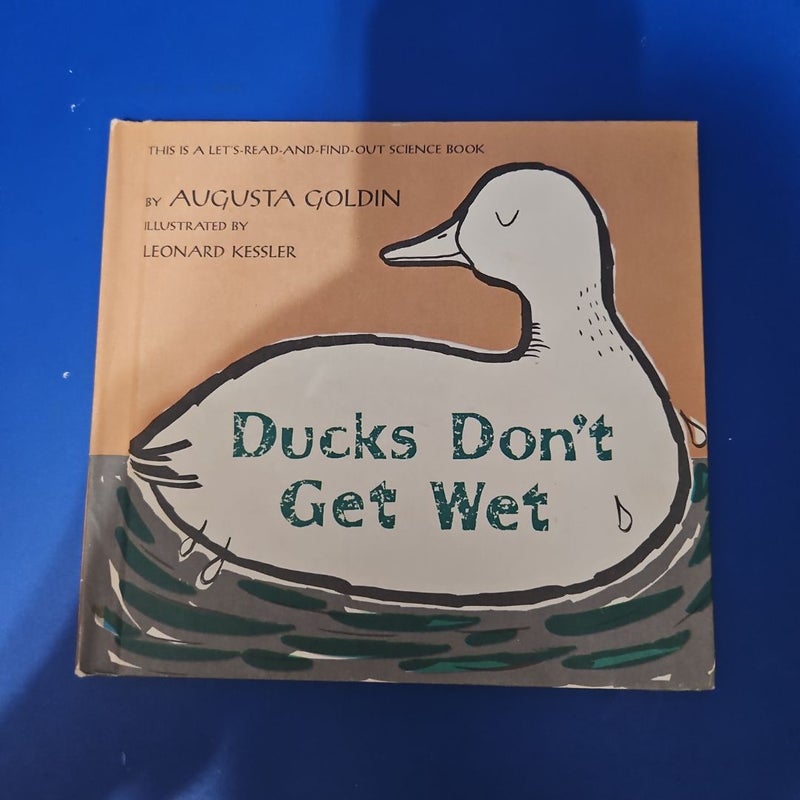 THIS IS A LET'S-READ-AND-FIND-OUT SCIENCE BOOK
BY AUGUSTA GOLDIN
ILLUSTRATED BY
LEONARD KESSLER
Ducks Don't
Get Wet